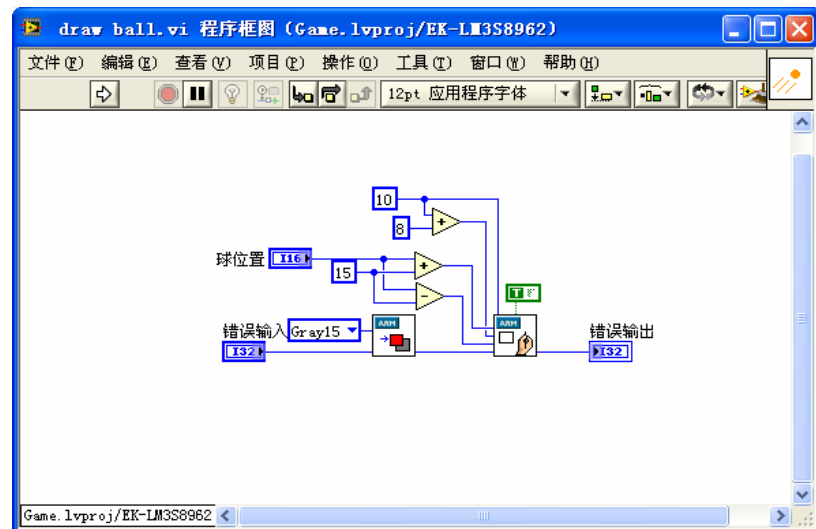 draw ball.vi 程序框图 (Game.lvproj/EK-LM3S8962)
文件(F) 编辑(E) 查看(V) 项目(P) 操作(O) 工具(T) 窗口(W) 帮助(H)
12pt 应用程序字体
10
8
球位置 I16
15
T F
错误输入 Gray15 ARM ARM 错误输出
I32 I32
Game.lvproj/EK-LM3S8962